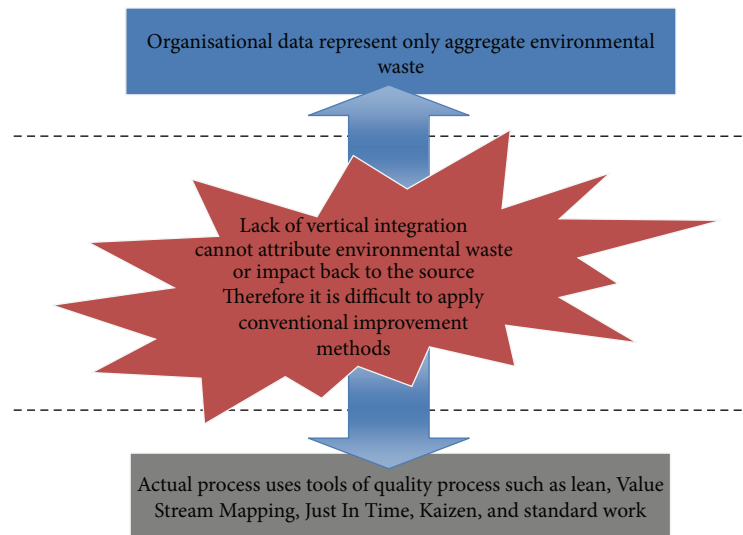 Organisational data represent only aggregate environmental
waste
Lack of vertical integration
cannot attribute environmental waste
or impact back to the source
Therefore it is difficult to apply
conventional improvement
methods
Actual process uses tools of quality process such as lean, Value
Stream Mapping, Just In Time, Kaizen, and standard work